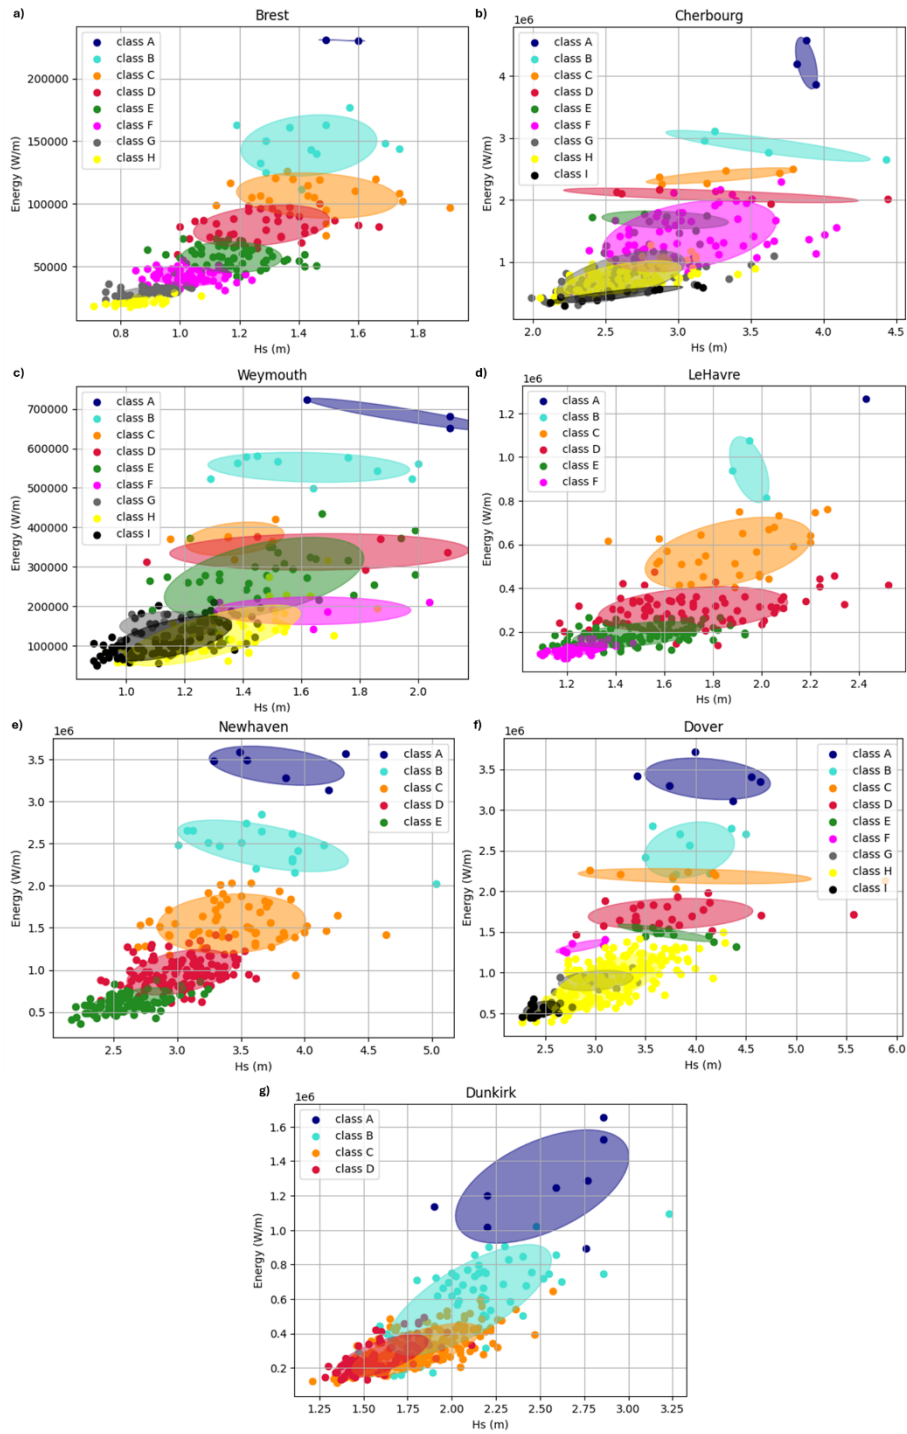 a)
Brest
class A
class B
class C
class D
class E
class F
class G
class H
200000
150000
100000
50000
Energy (W/m)
0.8 1.0 1.2 1.4 1.6 1.8
Hs (m)
b)
Cherbourg
1e6
class A
class B
class C
class D
class E
class F
class G
class H
class I
4
3
2
1
Energy (W/m)
2.0 2.5 3.0 3.5 4.0 4.5
Hs (m)
c)
Weymouth
class A
class B
class C
class D
class E
class F
class G
class H
class I
700000
600000
500000
400000
300000
200000
100000
Energy (W/m)
1.0 1.2 1.4 1.6 1.8 2.0
Hs (m)
d)
LeHavre
1e6
class A
class B
class C
class D
class E
class F
1.2
1.0
0.8
0.6
0.4
0.2
Energy (W/m)
1.2 1.4 1.6 1.8 2.0 2.2 2.4
Hs (m)
e)
Newhaven
1e6
class A
class B
class C
class D
class E
3.5
3.0
2.5
2.0
1.5
1.0
0.5
Energy (W/m)
2.5 3.0 3.5 4.0 4.5 5.0
Hs (m)
f)
Dover
1e6
class A
class B
class C
class D
class E
class F
class G
class H
class I
3.5
3.0
2.5
2.0
1.5
1.0
0.5
Energy (W/m)
2.5 3.0 3.5 4.0 4.5 5.0 5.5 6.0
Hs (m)
g)
Dunkirk
1e6
class A
class B
class C
class D
1.6
1.4
1.2
1.0
0.8
0.6
0.4
0.2
Energy (W/m)
1.25 1.50 1.75 2.00 2.25 2.50 2.75 3.00 3.25
Hs (m)